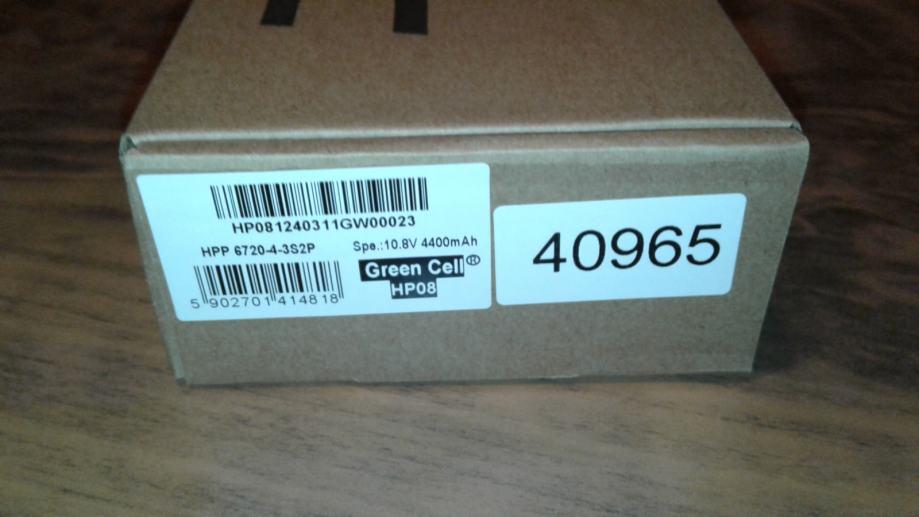 HP081240311GW00023
HPP 6720-4-3S2P
Spe.:10.8V 4400mAh
Green Cell®
HP08
5 902701 414818
40965